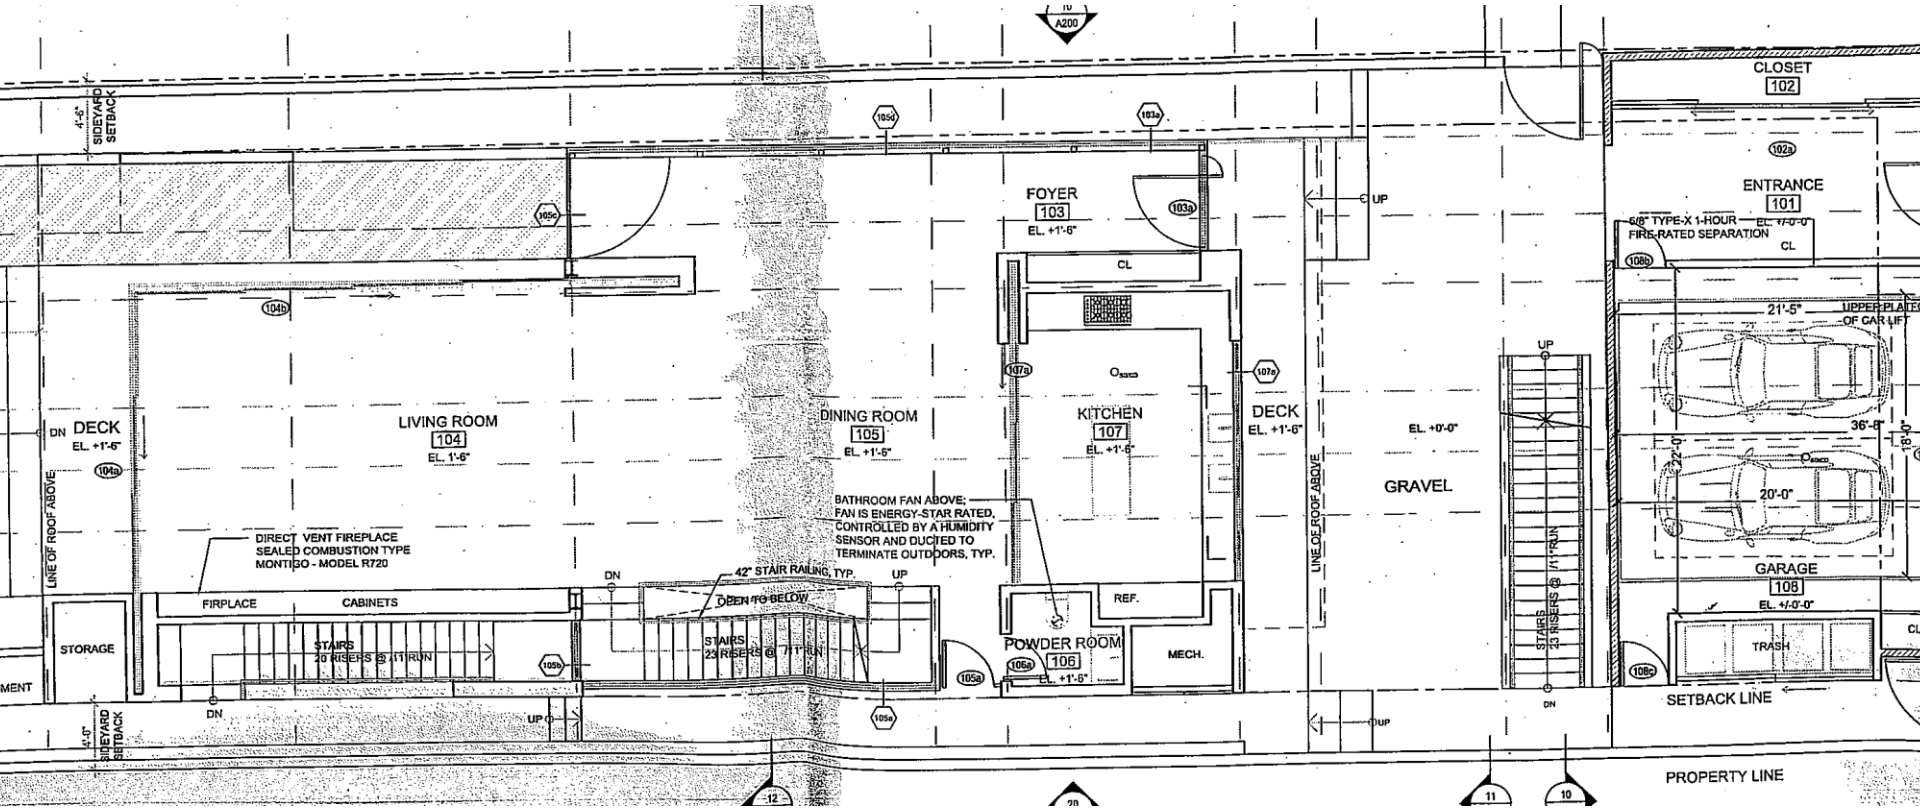 10
A200
CLOSET
102
4'-6"
SIDEYARD
SETBACK
105d
103a
102a
ENTRANCE
101
EL. +/-0'-0"
5/8" TYPE-X 1-HOUR
FIRE-RATED SEPARATION
CL
108b
FOYER
103
EL. +1'-6"
103a
105c
UP
CL
104b
21'-5"
UPPER PLATFO
OF CAR LIFT
107a
107a
UP
DECK
EL. +1'-6"
DN
104a
LIVING ROOM
104
EL. 1'-6"
DINING ROOM
105
EL. +1'-6"
KITCHEN
107
EL. +1'-6"
DECK
EL. +1'-6"
EL. +0'-0"
GRAVEL
36'-8"
22'-0"
18'-0"
20'-0"
LINE OF ROOF ABOVE
LINE OF ROOF ABOVE
BATHROOM FAN ABOVE;
FAN IS ENERGY-STAR RATED,
CONTROLLED BY A HUMIDITY
SENSOR AND DUCTED TO
TERMINATE OUTDOORS, TYP.
DIRECT VENT FIREPLACE
SEALED COMBUSTION TYPE
MONTIGO - MODEL R720
DN
42" STAIR RAILING, TYP.
UP
OPEN TO BELOW
FIRPLACE
CABINETS
REF.
GARAGE
108
EL. +/-0'-0"
STORAGE
STAIRS
20 RISERS @ /11"RUN
STAIRS
23 RISERS @ /11"RUN
STAIRS
23 RISERS @ /11"RUN
105b
105a
106a
POWDER ROOM
106
EL. +1'-6"
MECH.
TRASH
CL
108c
MENT
DN
UP
105a
UP
DN
SETBACK LINE
4'-0"
SIDEYARD
SETBACK
PROPERTY LINE
12
20
11
10